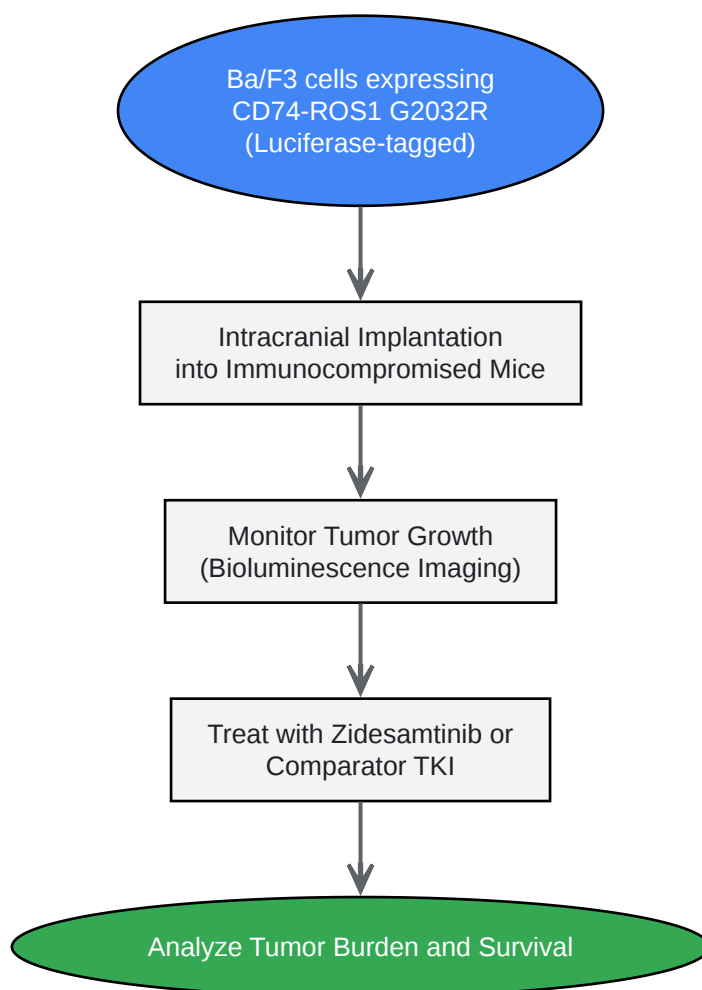 Ba/F3 cells expressing
CD74-ROS1 G2032R
(Luciferase-tagged)
Intracranial Implantation
into Immunocompromised Mice
Monitor Tumor Growth
(Bioluminescence Imaging)
Treat with Zidesamtinib or
Comparator TKI
Analyze Tumor Burden and Survival